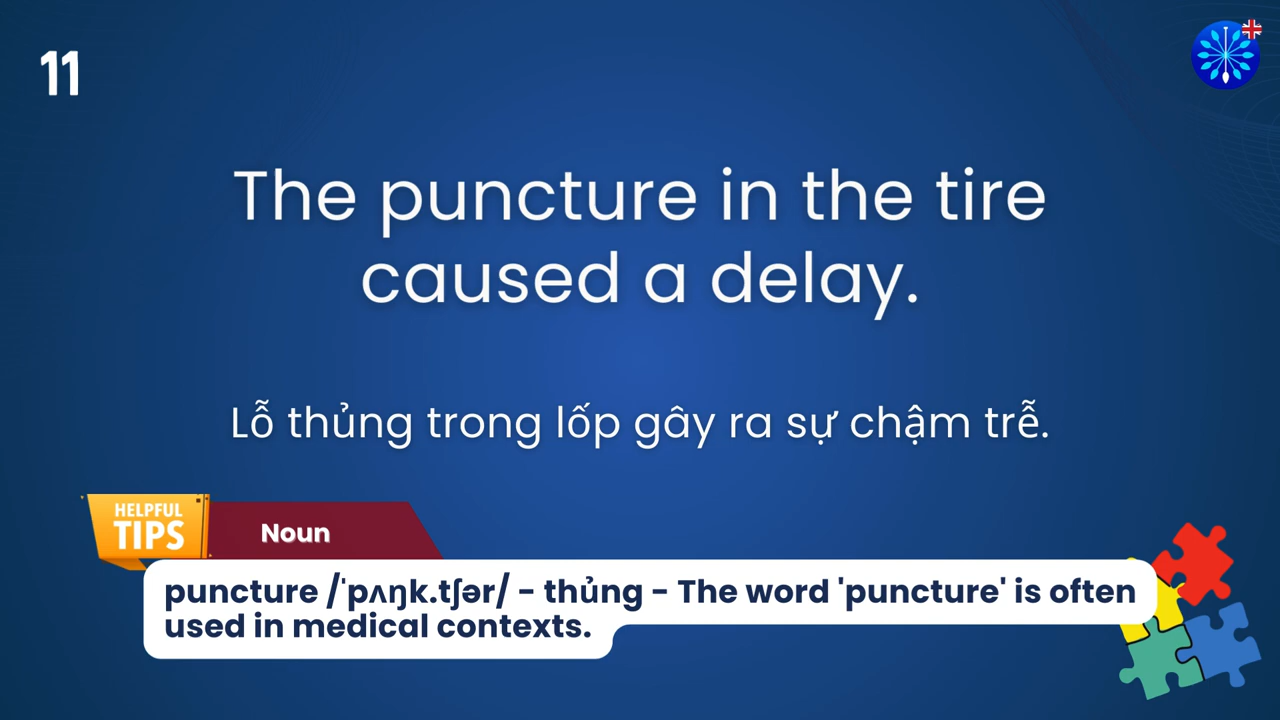 11
The puncture in the tire
caused a delay.
Lỗ thủng trong lốp gây ra sự chậm trễ.
HELPFUL
TIPS
Noun
puncture /ˈpʌŋk.tʃər/ - thủng - The word 'puncture' is often
used in medical contexts.